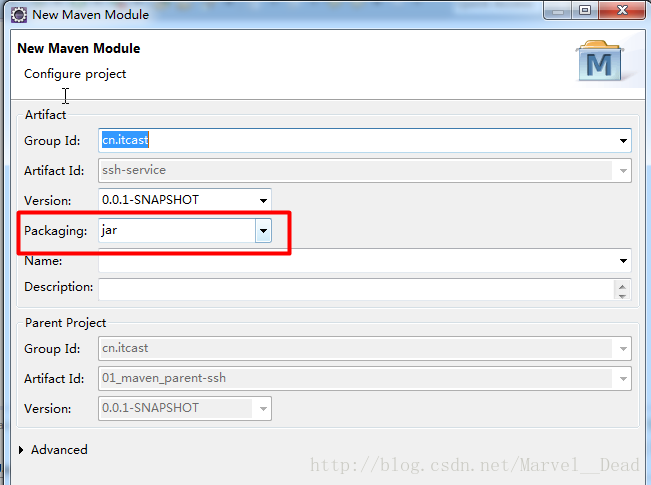 New Maven Module
New Maven Module
Configure project
M
Artifact
Group Id: cn.itcast
Artifact Id: ssh-service
Version: 0.0.1-SNAPSHOT
Packaging: jar
Name:
Description:
Parent Project
Group Id: cn.itcast
Artifact Id: 01_maven_parent-ssh
Version: 0.0.1-SNAPSHOT
Advanced
http://blog.csdn.net/Marvel__Dead